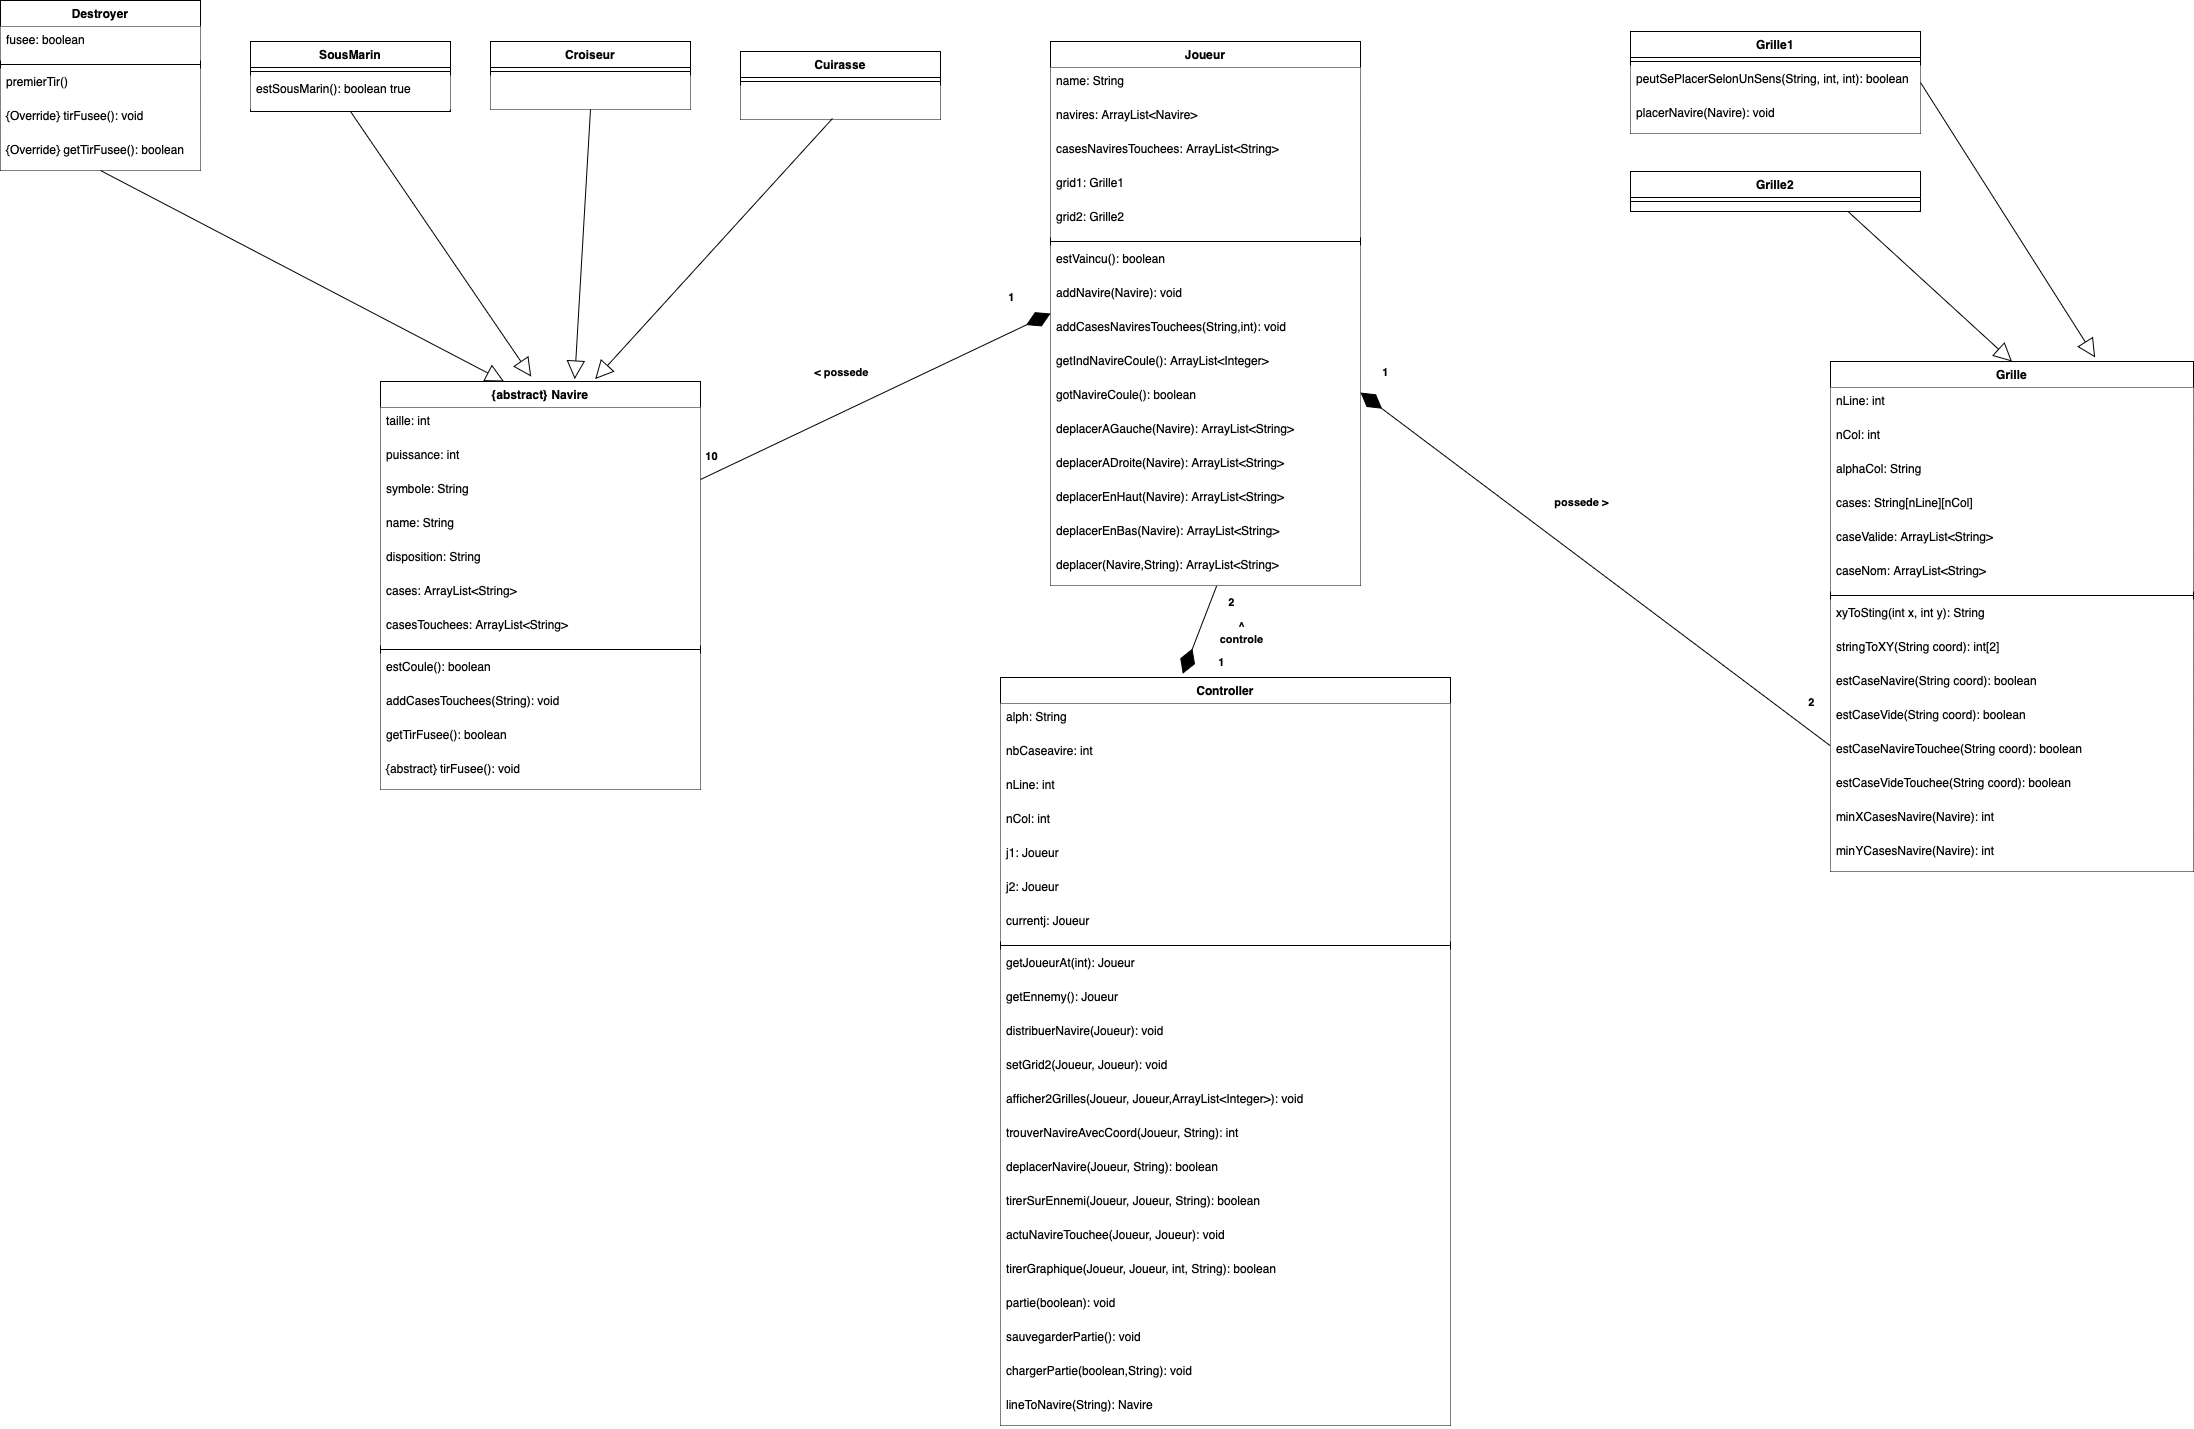 Destroyer
fusee: boolean
premierTir()
{Override} tirFusee(): void
{Override} getTirFusee(): boolean
SousMarin
estSousMarin(): boolean true
Croiseur
Cuirasse
Joueur
name: String
navires: ArrayList<Navire>
casesNaviresTouchees: ArrayList<String>
grid1: Grille1
grid2: Grille2
estVaincu(): boolean
addNavire(Navire): void
addCasesNaviresTouchees(String,int): void
getIndNavireCoule(): ArrayList<Integer>
gotNavireCoule(): boolean
deplacerAGauche(Navire): ArrayList<String>
deplacerADroite(Navire): ArrayList<String>
deplacerEnHaut(Navire): ArrayList<String>
deplacerEnBas(Navire): ArrayList<String>
deplacer(Navire,String): ArrayList<String>
Grille1
peutSePlacerSelonUnSens(String, int, int): boolean
placerNavire(Navire): void
Grille2
1
< possede
10
1
possede >
2
{abstract} Navire
taille: int
puissance: int
symbole: String
name: String
disposition: String
cases: ArrayList<String>
casesTouchees: ArrayList<String>
estCoule(): boolean
addCasesTouchees(String): void
getTirFusee(): boolean
{abstract} tirFusee(): void
Grille
nLine: int
nCol: int
alphaCol: String
cases: String[nLine][nCol]
caseValide: ArrayList<String>
caseNom: ArrayList<String>
xyToSting(int x, int y): String
stringToXY(String coord): int[2]
estCaseNavire(String coord): boolean
estCaseVide(String coord): boolean
estCaseNavireTouchee(String coord): boolean
estCaseVideTouchee(String coord): boolean
minXCasesNavire(Navire): int
minYCasesNavire(Navire): int
2
^
controle
1
Controller
alph: String
nbCaseavire: int
nLine: int
nCol: int
j1: Joueur
j2: Joueur
currentj: Joueur
getJoueurAt(int): Joueur
getEnnemy(): Joueur
distribuerNavire(Joueur): void
setGrid2(Joueur, Joueur): void
afficher2Grilles(Joueur, Joueur,ArrayList<Integer>): void
trouverNavireAvecCoord(Joueur, String): int
deplacerNavire(Joueur, String): boolean
tirerSurEnnemi(Joueur, Joueur, String): boolean
actuNavireTouchee(Joueur, Joueur): void
tirerGraphique(Joueur, Joueur, int, String): boolean
partie(boolean): void
sauvegarderPartie(): void
chargerPartie(boolean,String): void
lineToNavire(String): Navire